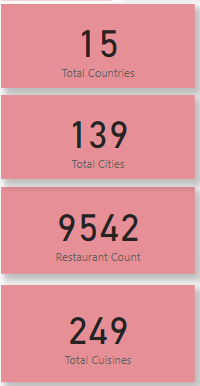 15
Total Countries
139
Total Cities
9542
Restaurant Count
249
Total Cuisines